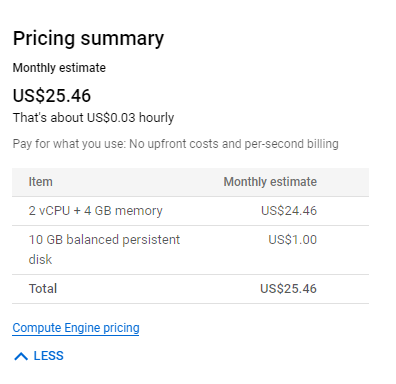 Pricing summary
Monthly estimate
US$25.46
That's about US$0.03 hourly
Pay for what you use: No upfront costs and per-second billing
Item Monthly estimate
2 vCPU + 4 GB memory US$24.46
10 GB balanced persistent US$1.00
disk
Total US$25.46
Compute Engine pricing
LESS